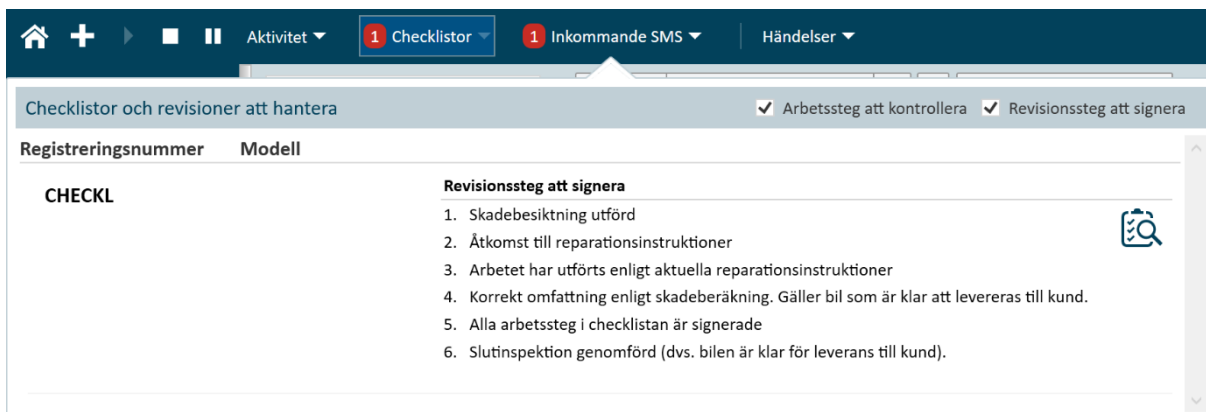 Aktivitet 1 Checklistor 1 Inkommande SMS Händelser
Checklistor och revisioner att hantera Arbetssteg att kontrollera Revisionssteg att signera
Registreringsnummer Modell
CHECKL
Revisionssteg att signera
1. Skadebesiktning utförd
2. Åtkomst till reparationsinstruktioner
3. Arbetet har utförts enligt aktuella reparationsinstruktioner
4. Korrekt omfattning enligt skadeberäkning. Gäller bil som är klar att levereras till kund.
5. Alla arbetssteg i checklistan är signerade
6. Slutinspektion genomförd (dvs. bilen är klar för leverans till kund).